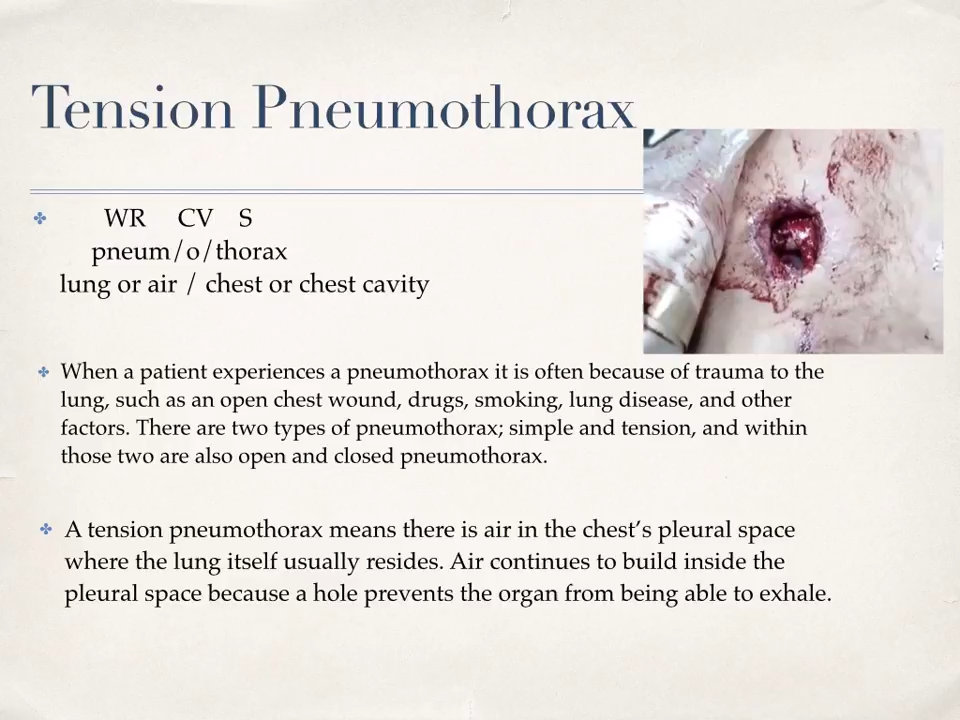 Tension Pneumothorax
WR CV S
pneum/o/thorax
lung or air / chest or chest cavity
When a patient experiences a pneumothorax it is often because of trauma to the
lung, such as an open chest wound, drugs, smoking, lung disease, and other
factors. There are two types of pneumothorax; simple and tension, and within
those two are also open and closed pneumothorax.
A tension pneumothorax means there is air in the chest’s pleural space
where the lung itself usually resides. Air continues to build inside the
pleural space because a hole prevents the organ from being able to exhale.